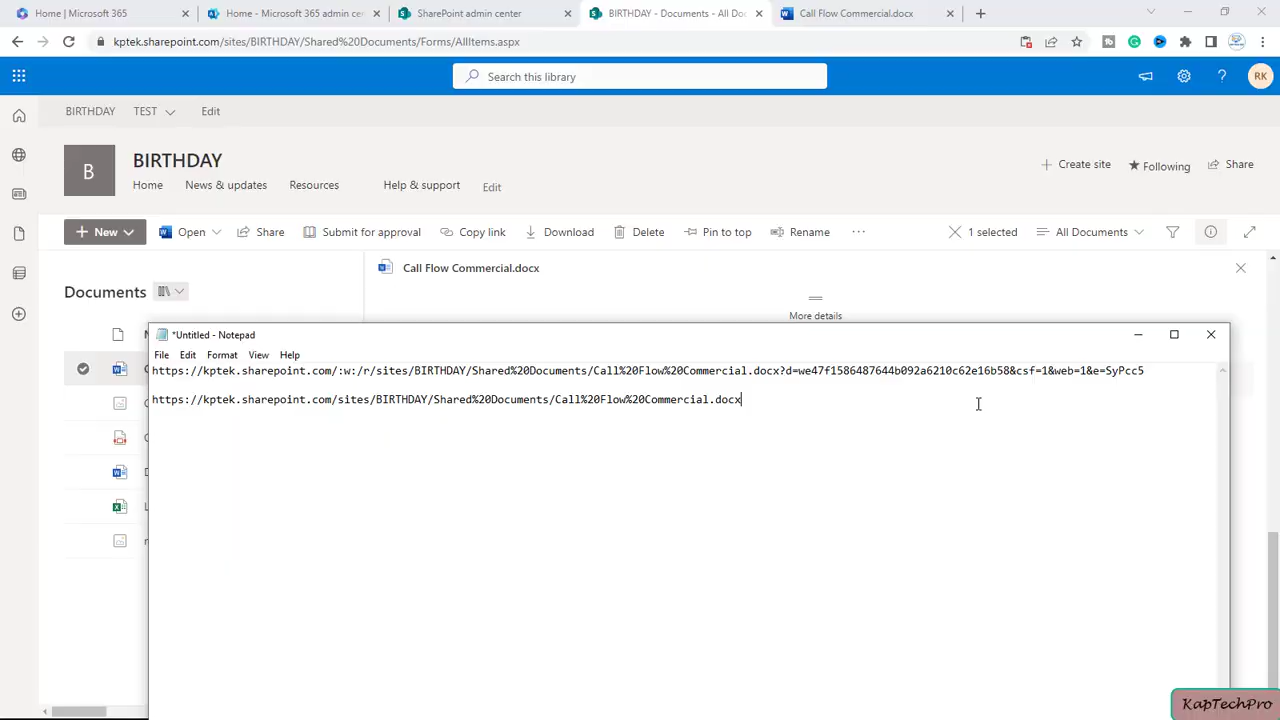 Home - Microsoft 365
Home - Microsoft 365 admin cer
SharePoint admin center
BIRTHDAY - Documents - All Doc
Call Flow Commercial.docx
kptek.sharepoint.com/sites/BIRTHDAY/Shared%20Documents/Forms/AllItems.aspx
Search this library
RK
BIRTHDAY TEST Edit
B
BIRTHDAY
Home News & updates Resources Help & support Edit
Create site Following Share
New Open Share Submit for approval Copy link Download Delete Pin to top Rename ··· 1 selected All Documents
Call Flow Commercial.docx
Documents
More details
*Untitled - Notepad
File Edit Format View Help
https://kptek.sharepoint.com/:w:/r/sites/BIRTHDAY/Shared%20Documents/Call%20Flow%20Commercial.docx?d=we47f1586487644b092a6210c62e16b58&csf=1&web=1&e=SyPcc5
https://kptek.sharepoint.com/sites/BIRTHDAY/Shared%20Documents/Call%20Flow%20Commercial.docx
KapTechPro